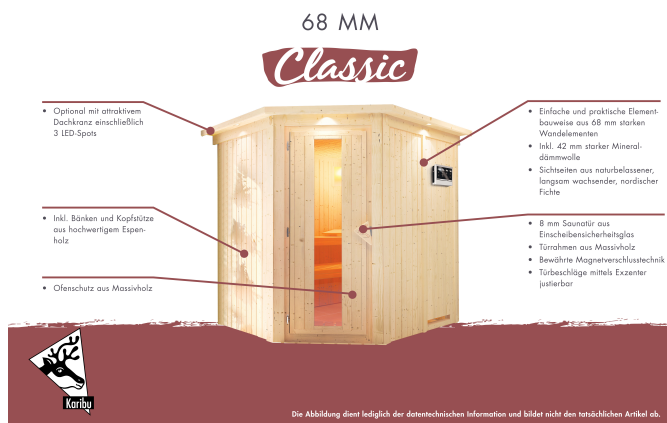 68 MM
Classic
• Optional mit attraktivem
Dachkranz einschließlich
3 LED-Spots
• Inkl. Bänken und Kopfstütze
aus hochwertigem Espen-
holz
• Ofenschutz aus Massivholz
• Einfache und praktische Element-
bauweise aus 68 mm starken
Wandelementen
• Inkl. 42 mm starker Mineral-
dämmwolle
• Sichtseiten aus naturbelassener,
langsam wachsender, nordischer
Fichte
• 8 mm Saunatür aus
Einscheibensicherheitsglas
• Türrahmen aus Massivholz
• Bewährte Magnetverschlusstechnik
• Türbeschläge mittels Exzenter
justierbar
Karibu
Die Abbildung dient lediglich der datentechnischen Information und bildet nicht den tatsächlichen Artikel ab.